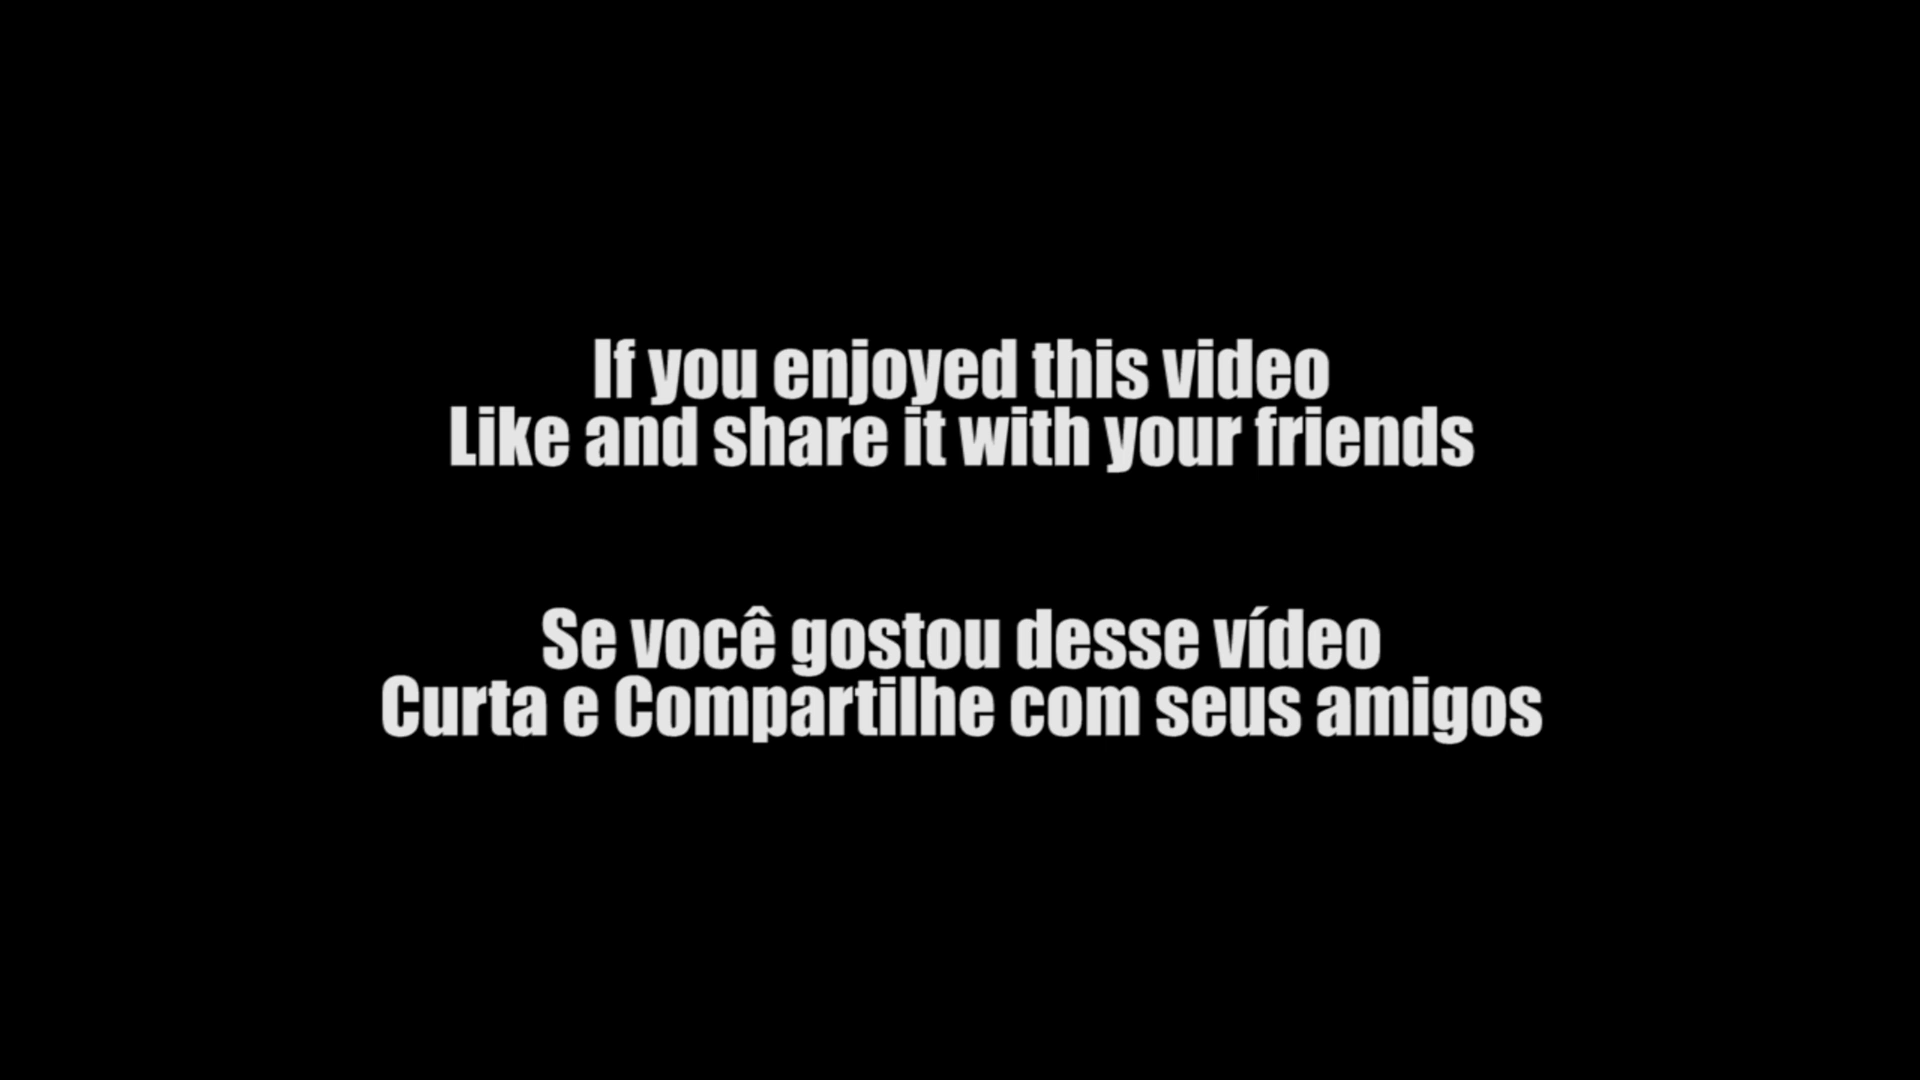 If you enjoyed this video
Like and share it with your friends
Se você gostou desse vídeo
Curta e Compartilhe com seus amigos